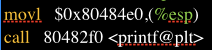 movl $0x80484e0,(%esp)
call 80482f0 <printf@plt>